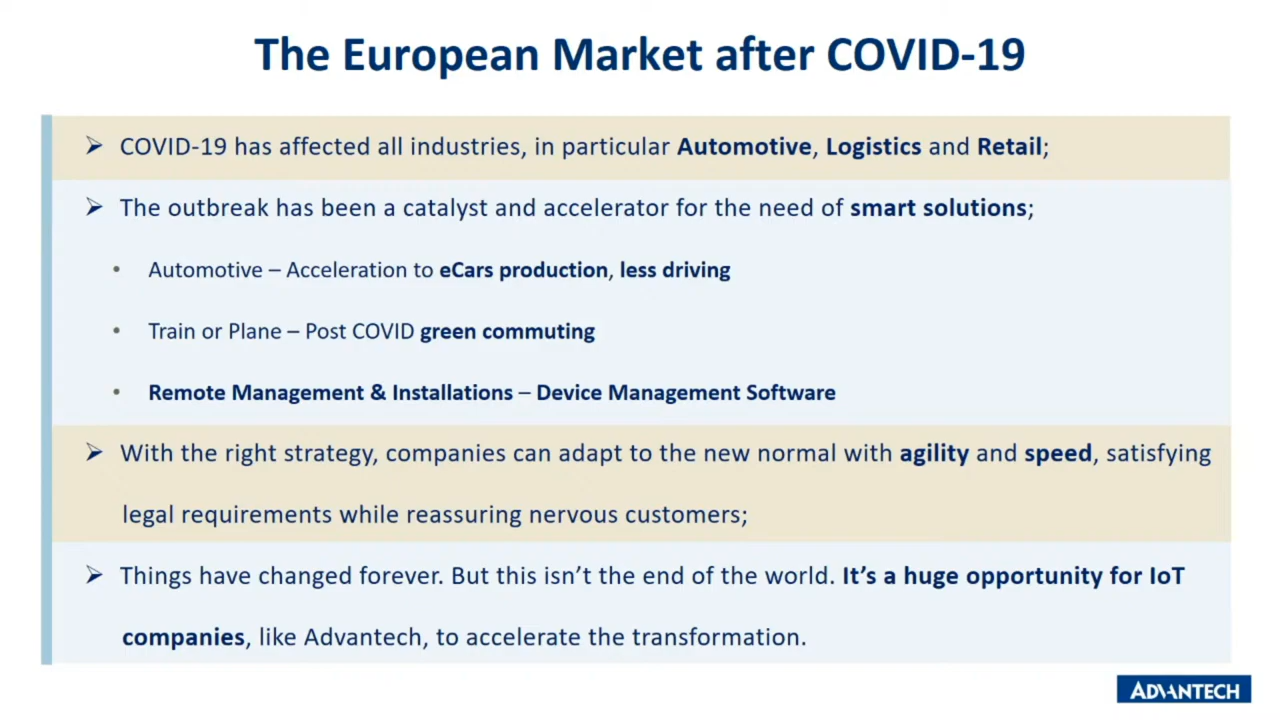 The European Market after COVID-19
➢ COVID-19 has affected all industries, in particular Automotive, Logistics and Retail;
➢ The outbreak has been a catalyst and accelerator for the need of smart solutions;
• Automotive – Acceleration to eCars production, less driving
• Train or Plane – Post COVID green commuting
• Remote Management & Installations – Device Management Software
➢ With the right strategy, companies can adapt to the new normal with agility and speed, satisfying
legal requirements while reassuring nervous customers;
➢ Things have changed forever. But this isn’t the end of the world. It’s a huge opportunity for IoT
companies, like Advantech, to accelerate the transformation.
ADVANTECH